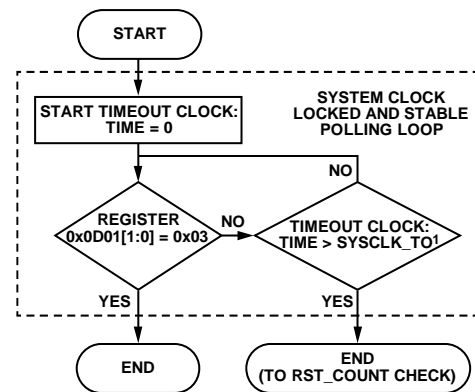 START
START TIMEOUT CLOCK:
TIME = 0
SYSTEM CLOCK
LOCKED AND STABLE
POLLING LOOP
NO
REGISTER
0x0D01[1:0] = 0x03
NO
TIMEOUT CLOCK:
TIME > SYSCLK_TO1
YES
YES
END
END
(TO RST_COUNT CHECK)